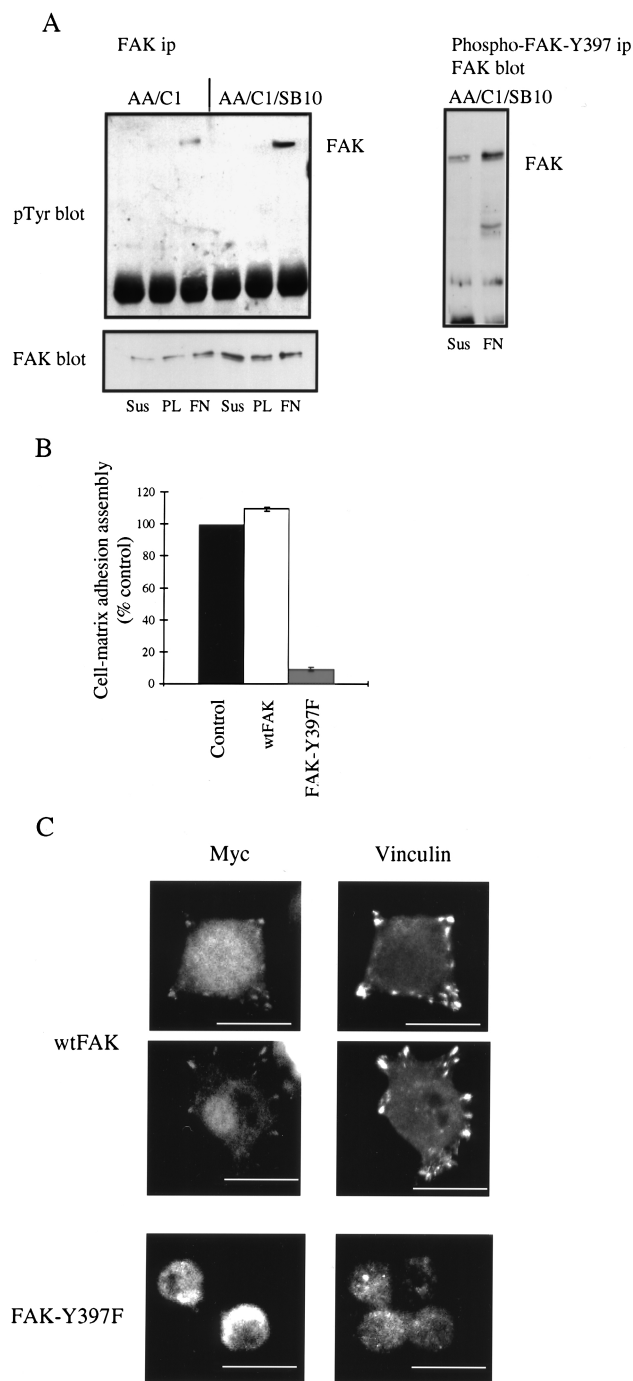 A
FAK ip
Phospho-FAK-Y397 ip
FAK blot
AA/C1
AA/C1/SB10
AA/C1/SB10
FAK
FAK
pTyr blot
FAK blot
Sus PL FN Sus PL FN
Sus FN
B
Cell-matrix adhesion assembly
(% control)
120
100
80
60
40
20
0
Control
wtFAK
FAK-Y397F
C
Myc
Vinculin
wtFAK
FAK-Y397F